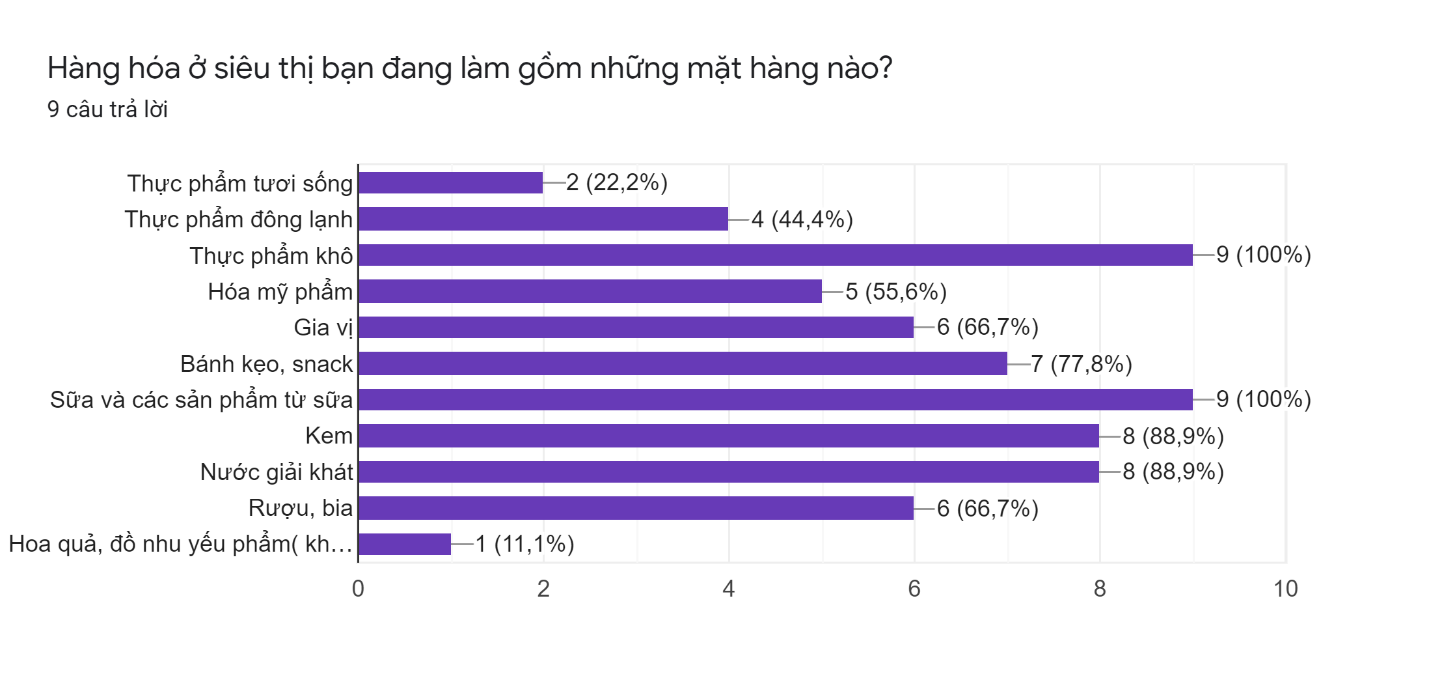 Hàng hóa ở siêu thị bạn đang làm gồm những mặt hàng nào?
9 câu trả lời
Thực phẩm tươi sống 2 (22,2%)
Thực phẩm đông lạnh 4 (44,4%)
Thực phẩm khô 9 (100%)
Hóa mỹ phẩm 5 (55,6%)
Gia vị 6 (66,7%)
Bánh kẹo, snack 7 (77,8%)
Sữa và các sản phẩm từ sữa 9 (100%)
Kem 8 (88,9%)
Nước giải khát 8 (88,9%)
Rượu, bia 6 (66,7%)
Hoa quả, đồ nhu yếu phẩm( kh… 1 (11,1%)
0 2 4 6 8 10